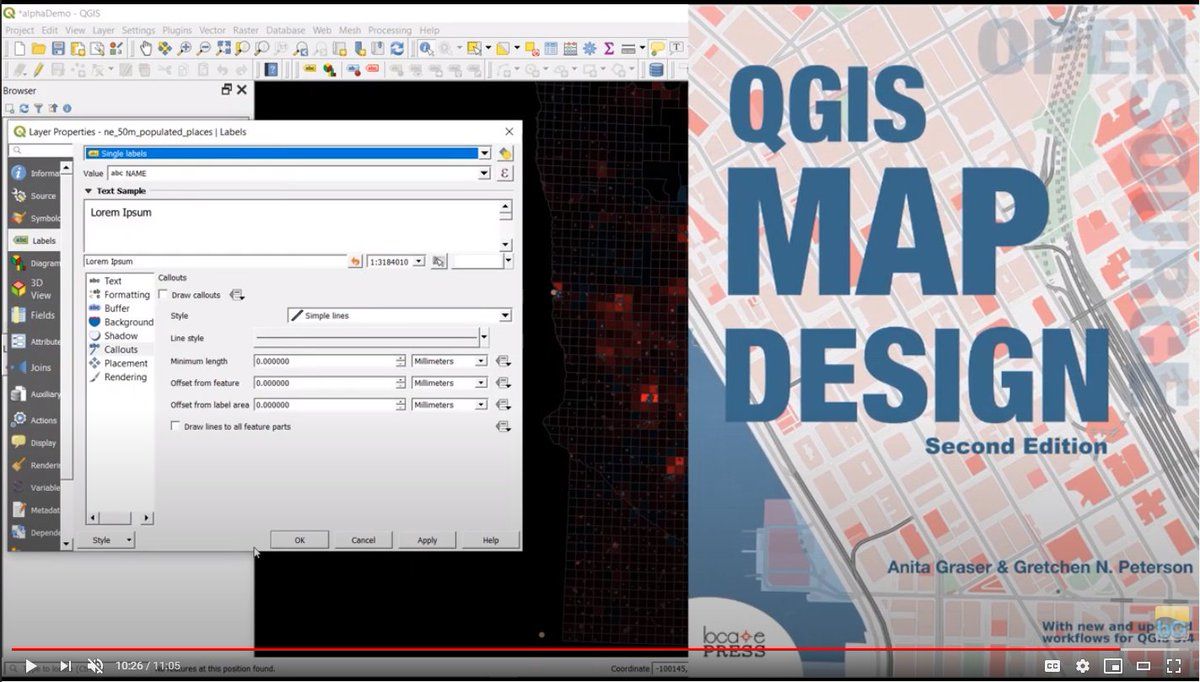 *alphaDemo - QGIS
Project Edit View Layer Settings Plugins Vector Raster Database Web Mesh Processing Help
Browser
Layer Properties - ne_50m_populated_places | Labels
Single labels
Value abc NAME
Text Sample
Lorem Ipsum
Lorem Ipsum
1:3184010
Informa
Source
Symbolo
Labels
Diagram
3D
View
Fields
Attribute
Joins
Auxiliary
Actions
Display
Renderi
Variable
Metadat
Depende
Text
Formatting
Buffer
Background
Shadow
Callouts
Placement
Rendering
Callouts
Draw callouts
Style Simple lines
Line style
Minimum length 0.000000 Millimeters
Offset from feature 0.000000 Millimeters
Offset from label area 0.000000 Millimeters
Draw lines to all feature parts
Style OK Cancel Apply Help
OPEN
SOURCE
QGIS
MAP
DESIGN
Second Edition
Anita Graser & Gretchen N. Peterson
locate
PRESS
With new and up
workflows for QGIS 3.4
10:26 / 11:05
ures at this position found.
Coordinate -100145,
CC